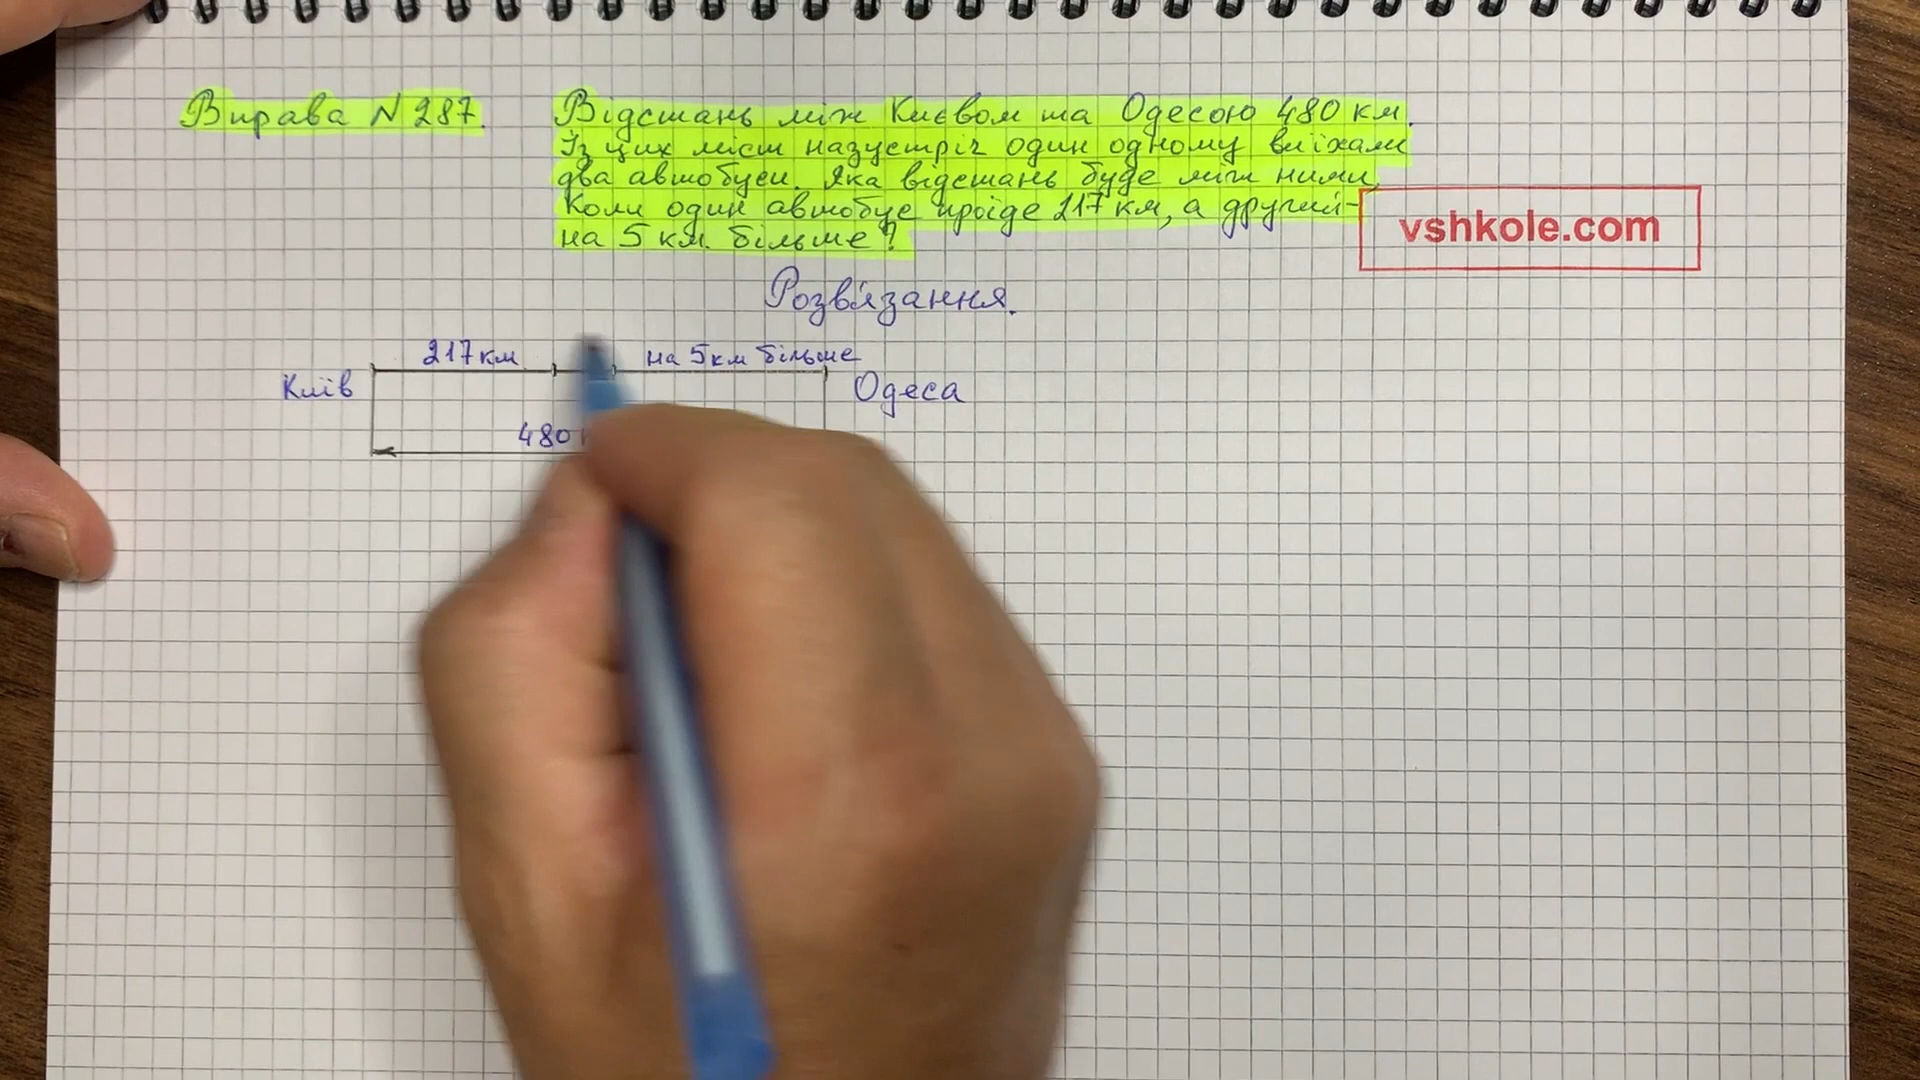 Вправа N287.
Відстань між Києвом та Одесою 480 км.
Із цих міст назустріч один одному виїхали
два автобуси. Яка відстань буде між ними,
коли один автобус проїде 217 км, а другий-
на 5 км. більше?
vshkole.com
Розв'язання.
217 км на 5 км більше
Київ Одеса
480